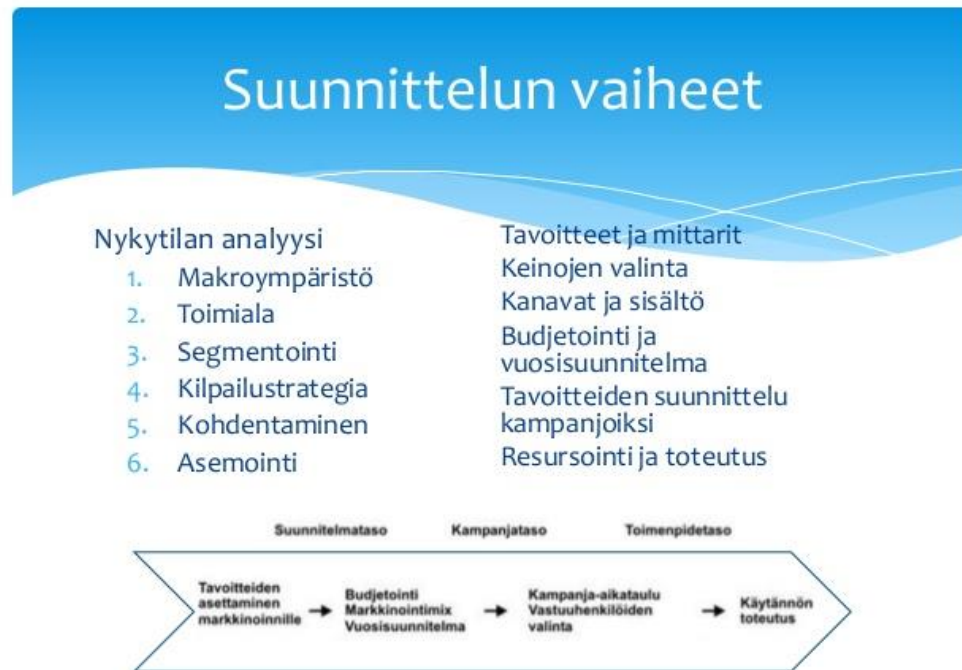 Suunnittelun vaiheet
Nykytilan analyysi
1. Makroympäristö
2. Toimiala
3. Segmentointi
4. Kilpailustrategia
5. Kohdentaminen
6. Asemointi
Tavoitteet ja mittarit
Keinojen valinta
Kanavat ja sisältö
Budjetointi ja
vuosisuunnitelma
Tavoitteiden suunnittelu
kampanjoiksi
Resursointi ja toteutus
Suunnitelmataso Kampanjataso Toimenpidetaso
Tavoitteiden
asettaminen
markkinoinnille
Budjetointi
Markkinointimix
Vuosisuunnitelma
Kampanja-aikataulu
Vastuuhenkilöiden
valinta
Käytännön
toteutus